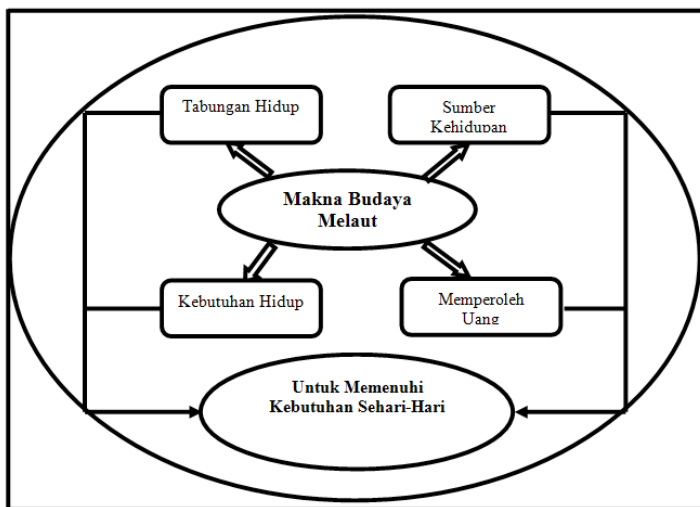 Tabungan Hidup
Sumber
Kehidupan
Makna Budaya
Melaut
Kebutuhan Hidup
Memperoleh
Uang
Untuk Memenuhi
Kebutuhan Sehari-Hari